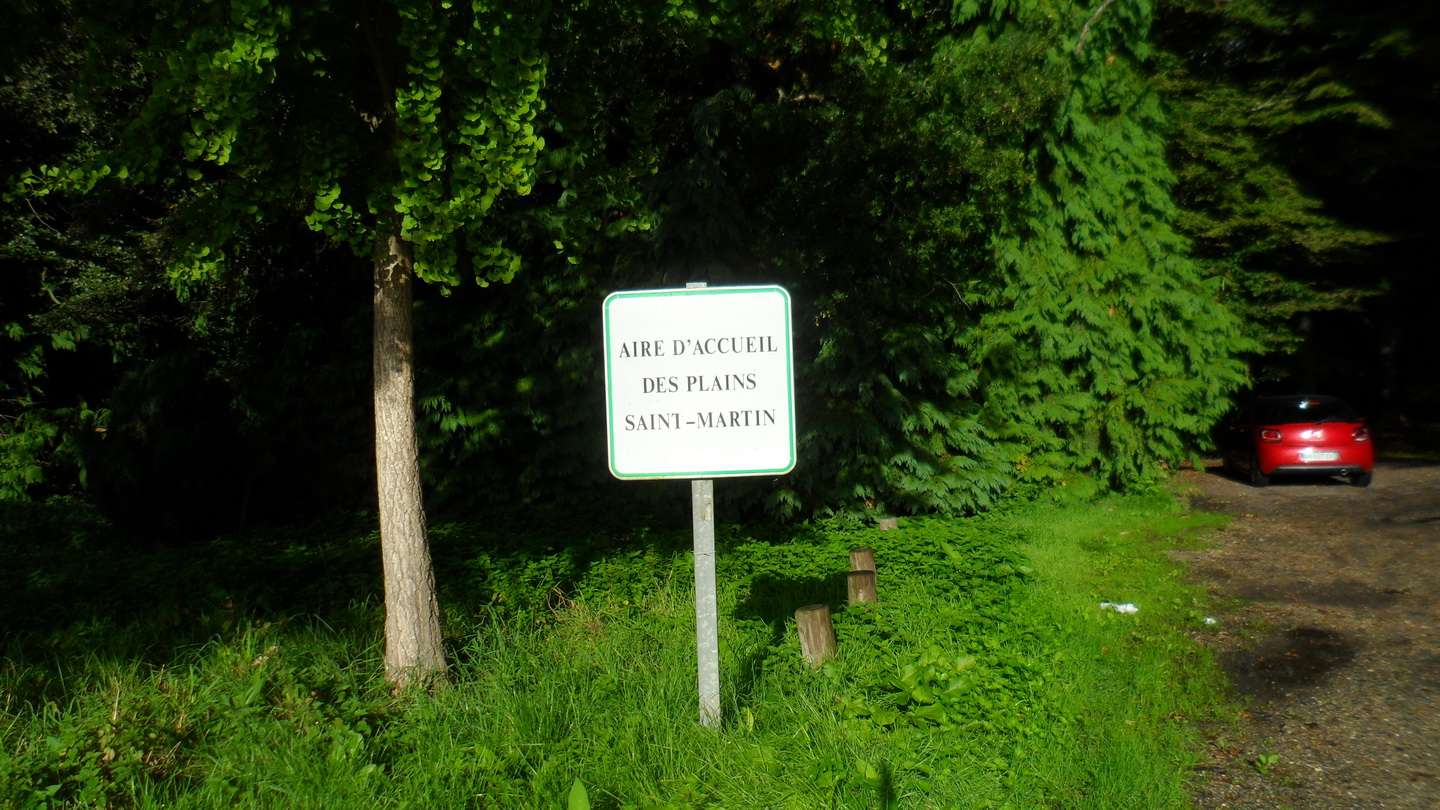 AIRE D'ACCUEIL
DES PLAINS
SAINT-MARTIN